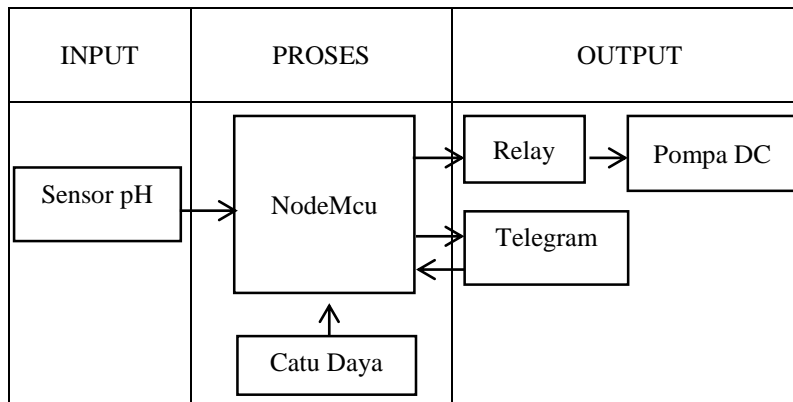 INPUT
PROSES
OUTPUT
Sensor pH
NodeMcu
Relay
Pompa DC
Telegram
Catu Daya